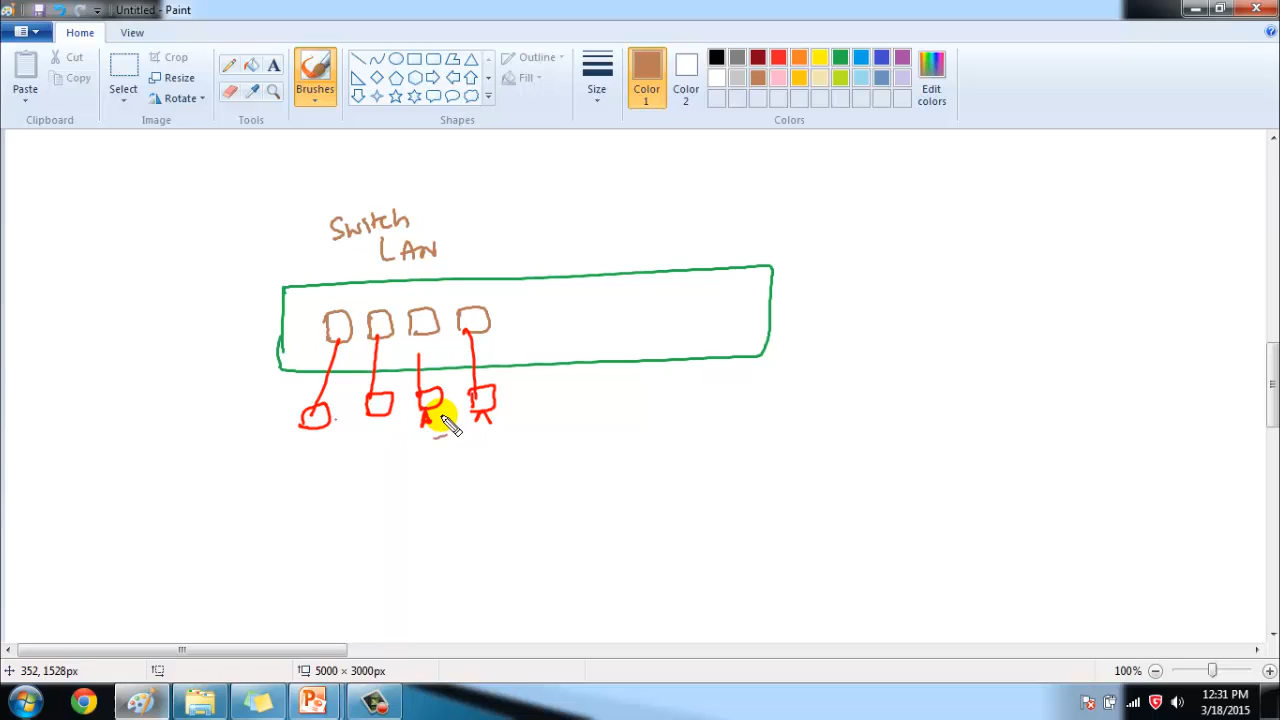 Untitled - Paint
Home View
Paste
Cut
Copy
Clipboard
Select
Crop
Resize
Rotate
Image
Tools
Brushes
Outline
Fill
Shapes
Size
Color 1
Color 2
Edit colors
Colors
Switch
LAN
352, 1528px
5000 × 3000px
100%
12:31 PM
3/18/2015